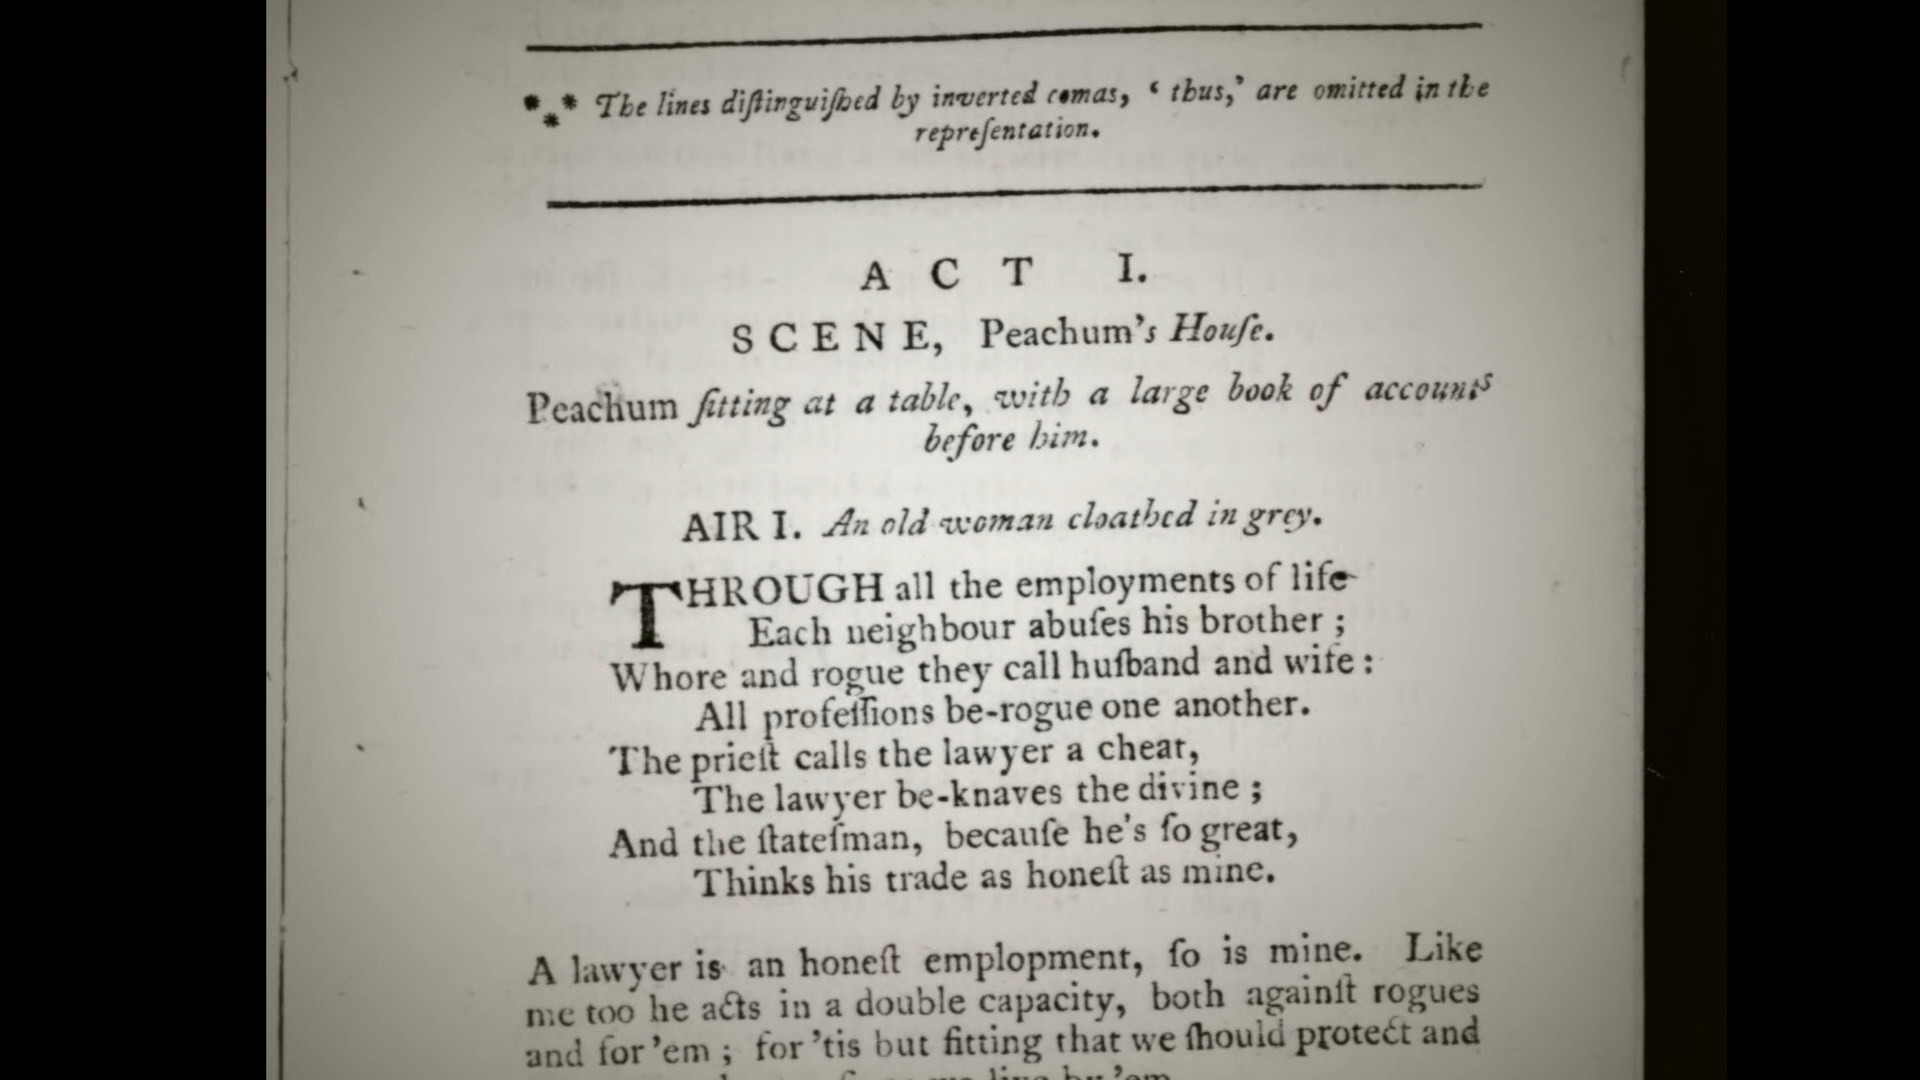 *⁎* The lines diſtinguiſhed by inverted comas, ‘ thus,’ are omitted in the
repreſentation.
ACT I.
SCENE, Peachum's Houſe.
Peachum ſitting at a table, with a large book of accounts
before him.
AIR I. An old woman cloathed in grey.
THROUGH all the employments of life
Each neighbour abuſes his brother ;
Whore and rogue they call huſband and wife :
All profeſſions be-rogue one another.
The prieſt calls the lawyer a cheat,
The lawyer be-knaves the divine ;
And the ſtateſman, becauſe he's ſo great,
Thinks his trade as honeſt as mine.
A lawyer is an honeſt emplopment, ſo is mine. Like
me too he acts in a double capacity, both againſt rogues
and for 'em ; for 'tis but fitting that we ſhould protect and
we live by 'em